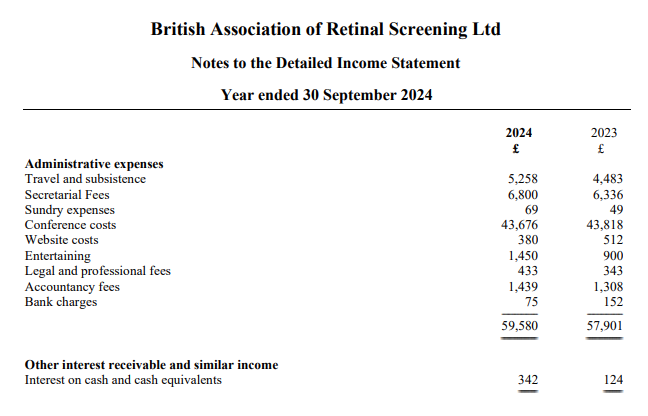 British Association of Retinal Screening Ltd
Notes to the Detailed Income Statement
Year ended 30 September 2024
2024 2023
£ £
Administrative expenses
Travel and subsistence 5,258 4,483
Secretarial Fees 6,800 6,336
Sundry expenses 69 49
Conference costs 43,676 43,818
Website costs 380 512
Entertaining 1,450 900
Legal and professional fees 433 343
Accountancy fees 1,439 1,308
Bank charges 75 152
59,580 57,901
Other interest receivable and similar income
Interest on cash and cash equivalents 342 124